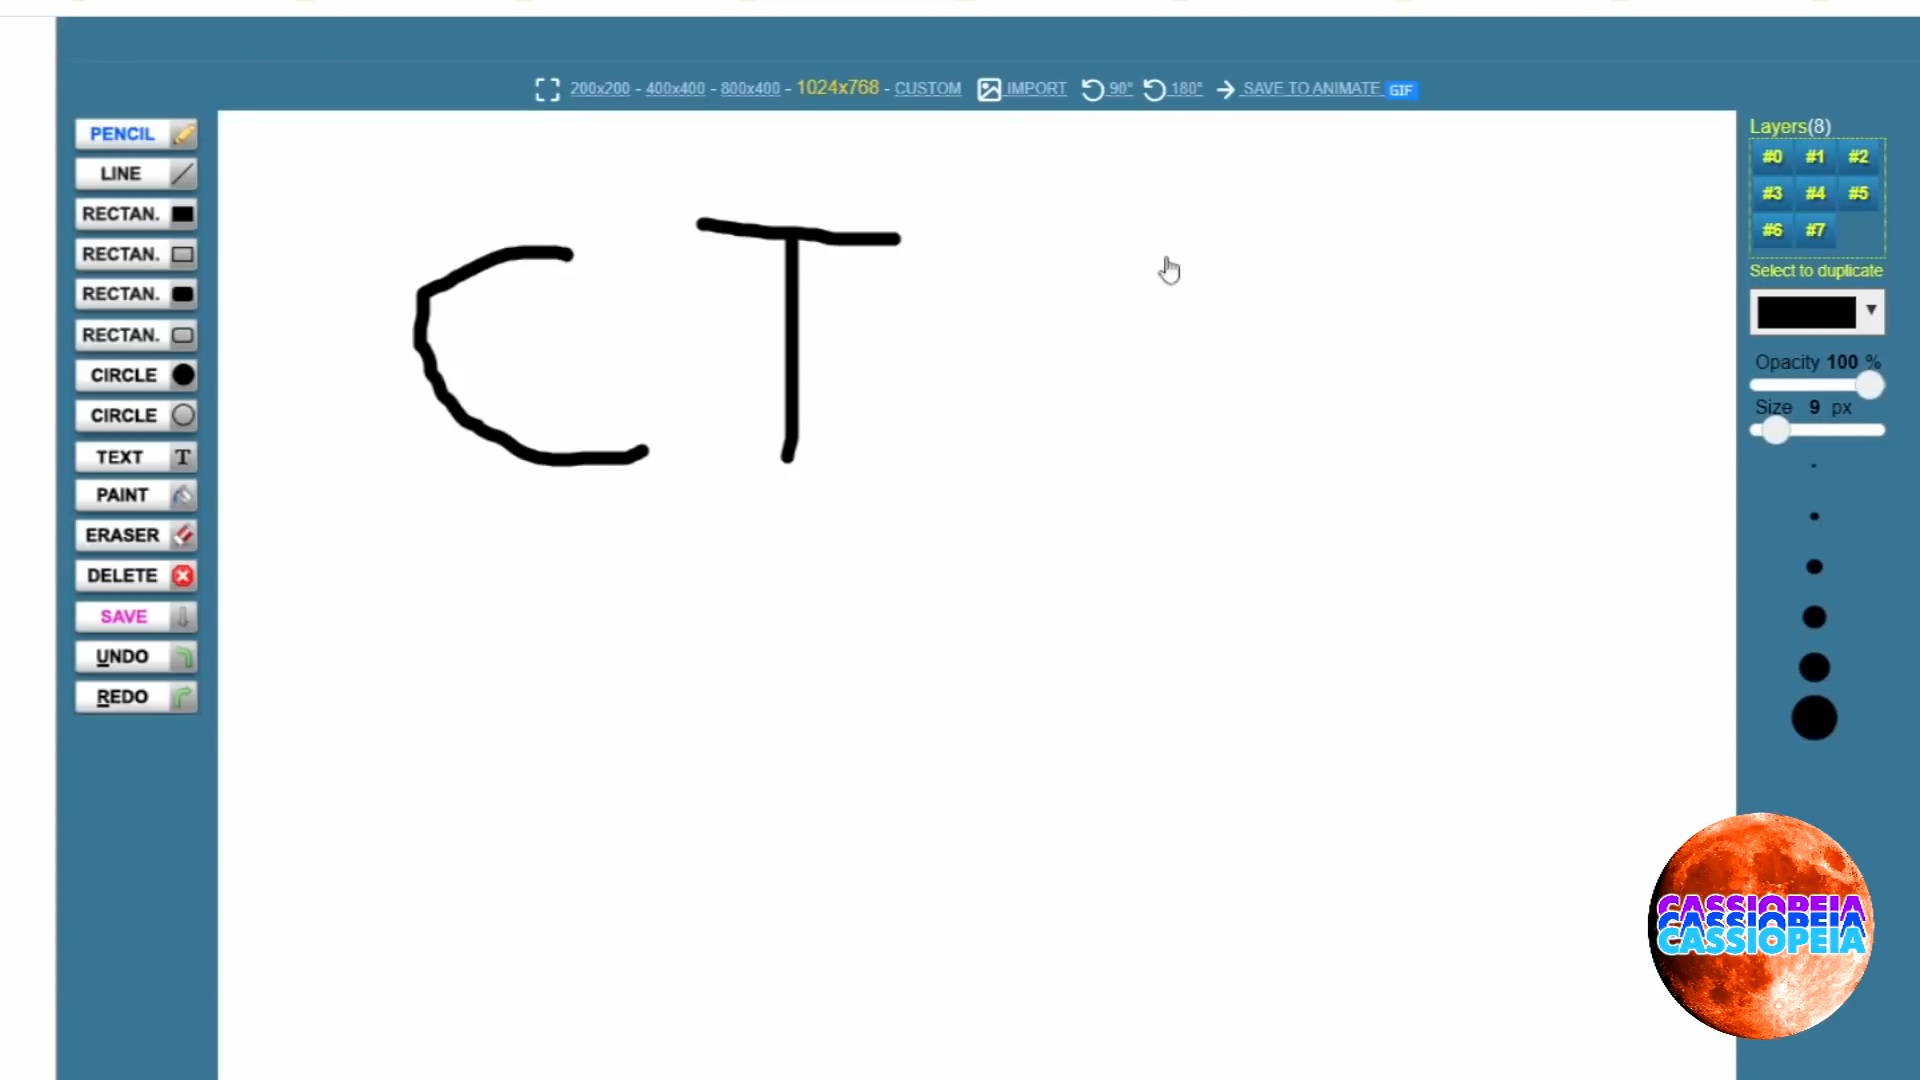 200x200 - 400x400 - 800x400 - 1024x768 - CUSTOM IMPORT 90° 180° SAVE TO ANIMATE GIF
PENCIL
LINE
RECTAN.
RECTAN.
RECTAN.
RECTAN.
CIRCLE
CIRCLE
TEXT T
PAINT
ERASER
DELETE
SAVE
UNDO
REDO
C T
Layers(8)
#0 #1 #2
#3 #4 #5
#6 #7
Select to duplicate
Opacity 100 %
Size 9 px
CASSIOPEIA
CASSIOPEIA
CASSIOPEIA